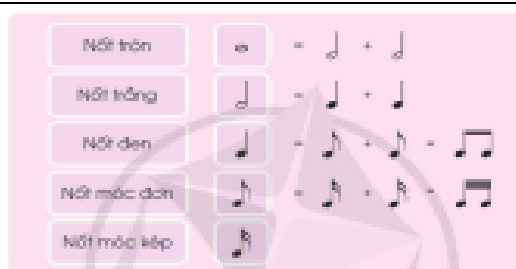 Nốt tròn = +
Nốt trắng = +
Nốt đen = + =
Nốt móc đơn = + =
Nốt móc kép